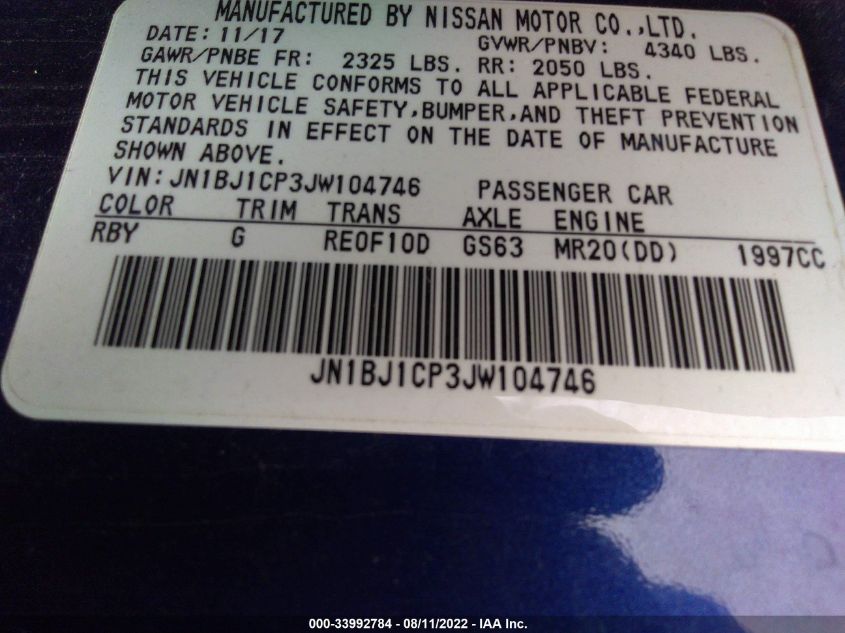 MANUFACTURED BY NISSAN MOTOR CO.,LTD.
DATE: 11/17 GVWR/PNBV: 4340 LBS.
GAWR/PNBE FR: 2325 LBS. RR: 2050 LBS.
THIS VEHICLE CONFORMS TO ALL APPLICABLE FEDERAL
MOTOR VEHICLE SAFETY,BUMPER,AND THEFT PREVENTION
STANDARDS IN EFFECT ON THE DATE OF MANUFACTURE
SHOWN ABOVE.
VIN: JN1BJ1CP3JW104746 PASSENGER CAR
COLOR TRIM TRANS AXLE ENGINE
RBY G RE0F10D GS63 MR20(DD) 1997CC
JN1BJ1CP3JW104746
000-33992784 - 08/11/2022 - IAA Inc.